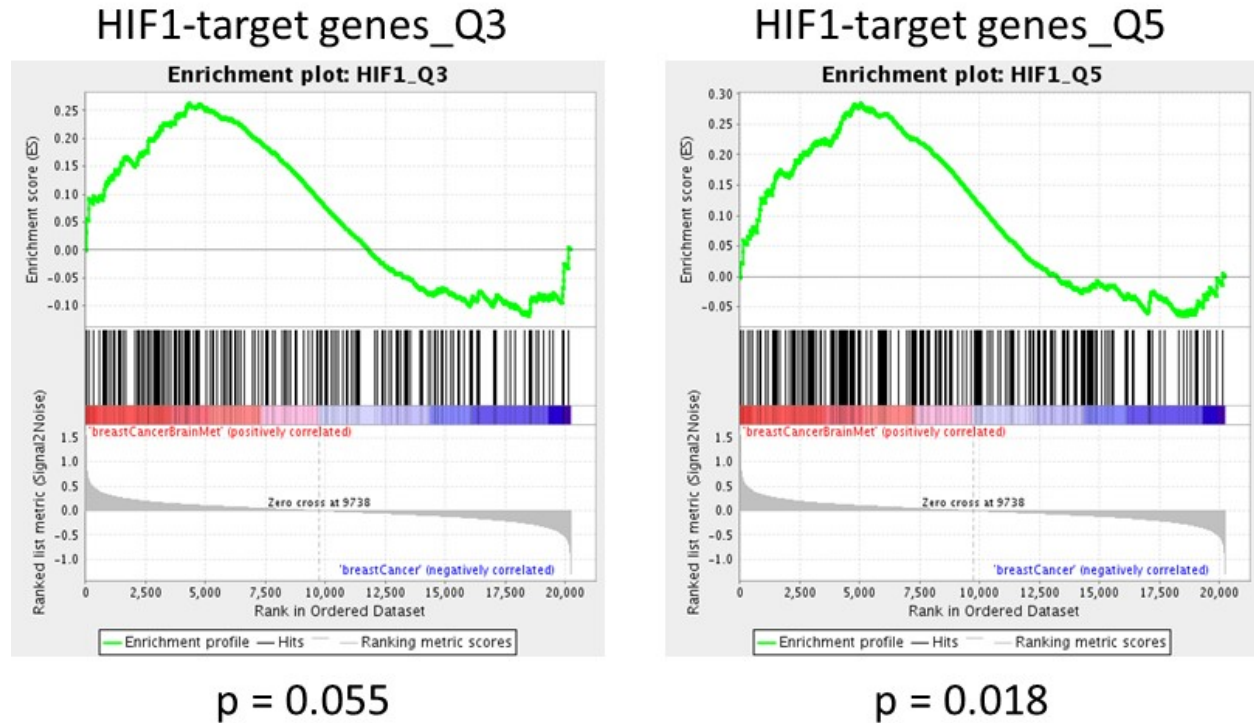 HIF1-target genes_Q3
Enrichment plot: HIF1_Q3
Enrichment score (ES)
0.25
0.20
0.15
0.10
0.05
0.00
-0.05
-0.10
'breastCancerBrainMet' (positively correlated)
Ranked list metric (Signal2Noise)
1.5
1.0
0.5
0.0
-0.5
-1.0
Zero cross at 9738
'breastCancer' (negatively correlated)
0 2,500 5,000 7,500 10,000 12,500 15,000 17,500 20,000
Rank in Ordered Dataset
Enrichment profile Hits Ranking metric scores
p = 0.055
HIF1-target genes_Q5
Enrichment plot: HIF1_Q5
Enrichment score (ES)
0.30
0.25
0.20
0.15
0.10
0.05
0.00
-0.05
'breastCancerBrainMet' (positively correlated)
Ranked list metric (Signal2Noise)
1.5
1.0
0.5
0.0
-0.5
-1.0
Zero cross at 9738
'breastCancer' (negatively correlated)
0 2,500 5,000 7,500 10,000 12,500 15,000 17,500 20,000
Rank in Ordered Dataset
Enrichment profile Hits Ranking metric scores
p = 0.018